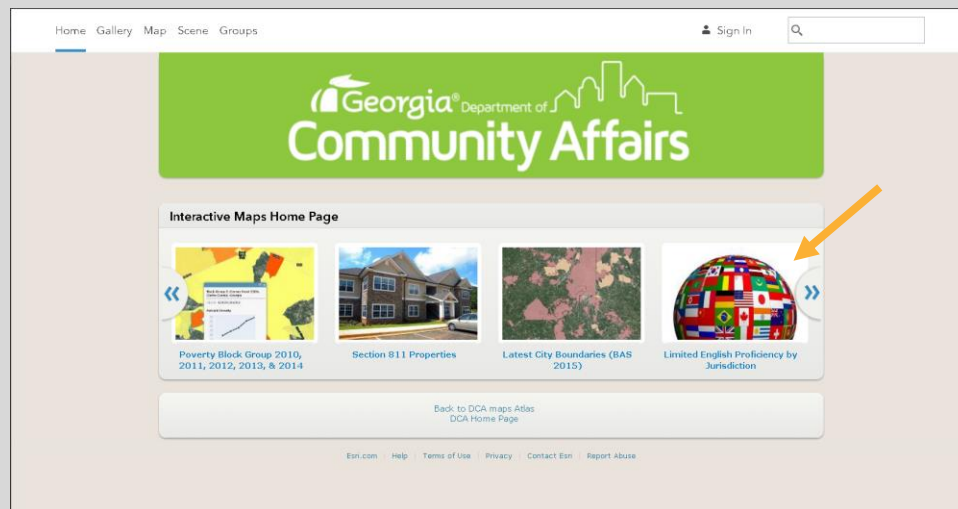 Home Gallery Map Scene Groups
Sign In
Georgia® Department of
Community Affairs
Interactive Maps Home Page
«
»
Poverty Block Group 2010,
2011, 2012, 2013, & 2014
Section 811 Properties
Latest City Boundaries (BAS
2015)
Limited English Proficiency by
Jurisdiction
Back to DCA maps Atlas
DCA Home Page
Esri.com | Help | Terms of Use | Privacy | Contact Esri | Report Abuse